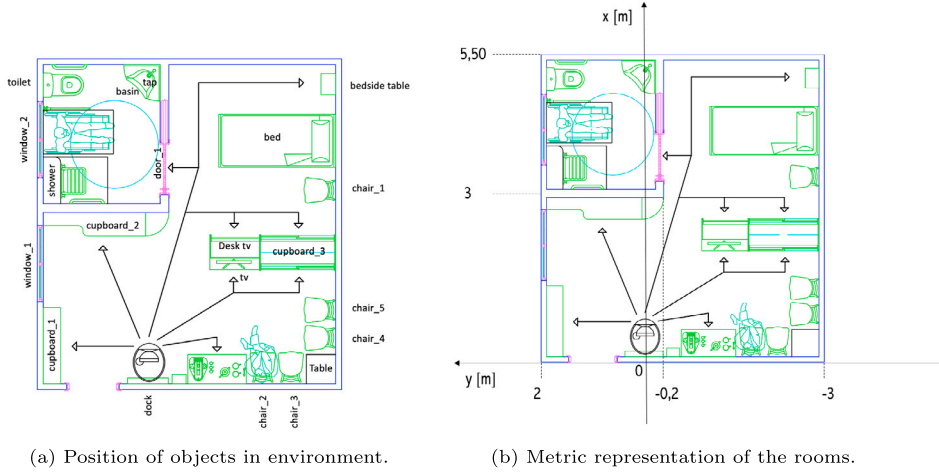 x [m]
5,50
toilet
tap
basin
bedside table
window_2
bed
door_1
shower
chair_1
3
cupboard_2
Desk tv
cupboard_3
window_1
tv
chair_5
cupboard_1
chair_4
Table
0
y [m]
2
-0,2
-3
dock
chair_2
chair_3
(a) Position of objects in environment.
(b) Metric representation of the rooms.